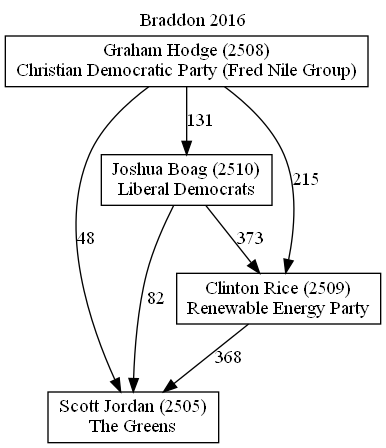 Braddon 2016
Graham Hodge (2508)
Christian Democratic Party (Fred Nile Group)
131
Joshua Boag (2510)
Liberal Democrats
215
48
373
82
Clinton Rice (2509)
Renewable Energy Party
368
Scott Jordan (2505)
The Greens